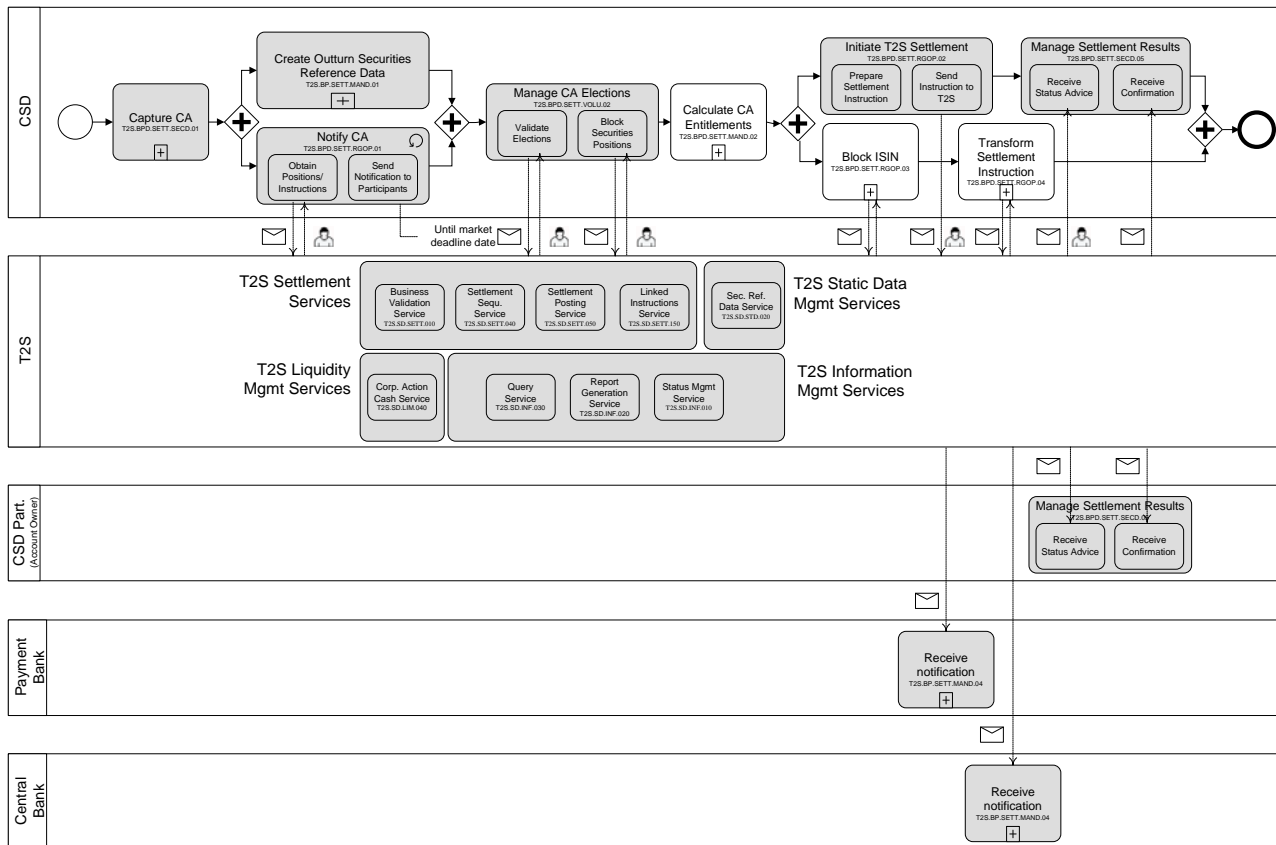 CSD
Capture CA
T2S.BPD.SETT.SECD.01
Create Outturn Securities
Reference Data
T2S.BP.SETT.MAND.01
Notify CA
T2S.BPD.SETT.RGOP.01
Obtain
Positions/
Instructions
Send
Notification to
Participants
Until market
deadline date
Manage CA Elections
T2S.BPD.SETT.VOLU.02
Validate
Elections
Block
Securities
Positions
Calculate CA
Entitlements
T2S.BPD.SETT.MAND.02
Initiate T2S Settlement
T2S.BPD.SETT.RGOP.02
Prepare
Settlement
Instruction
Send
Instruction to
T2S
Block ISIN
T2S.BPD.SETT.RGOP.03
Transform
Settlement
Instruction
T2S.BPD.SETT.RGOP.04
Manage Settlement Results
T2S.BPD.SETT.SECD.05
Receive
Status Advice
Receive
Confirmation
T2S
T2S Settlement
Services
Business
Validation
Service
T2S.SD.SETT.010
Settlement
Sequ.
Service
T2S.SD.SETT.040
Settlement
Posting
Service
T2S.SD.SETT.050
Linked
Instructions
Service
T2S.SD.SETT.150
Sec. Ref.
Data Service
T2S.SD.STD.020
T2S Static Data
Mgmt Services
T2S Liquidity
Mgmt Services
Corp. Action
Cash Service
T2S.SD.LIM.040
Query
Service
T2S.SD.INF.030
Report
Generation
Service
T2S.SD.INF.020
Status Mgmt
Service
T2S.SD.INF.010
T2S Information
Mgmt Services
CSD Part.
(Account Owner)
Manage Settlement Results
Receive
Status Advice
Receive
Confirmation
Payment
Bank
Receive
notification
T2S.BP.SETT.MAND.04
Central
Bank
Receive
notification
T2S.BP.SETT.MAND.04